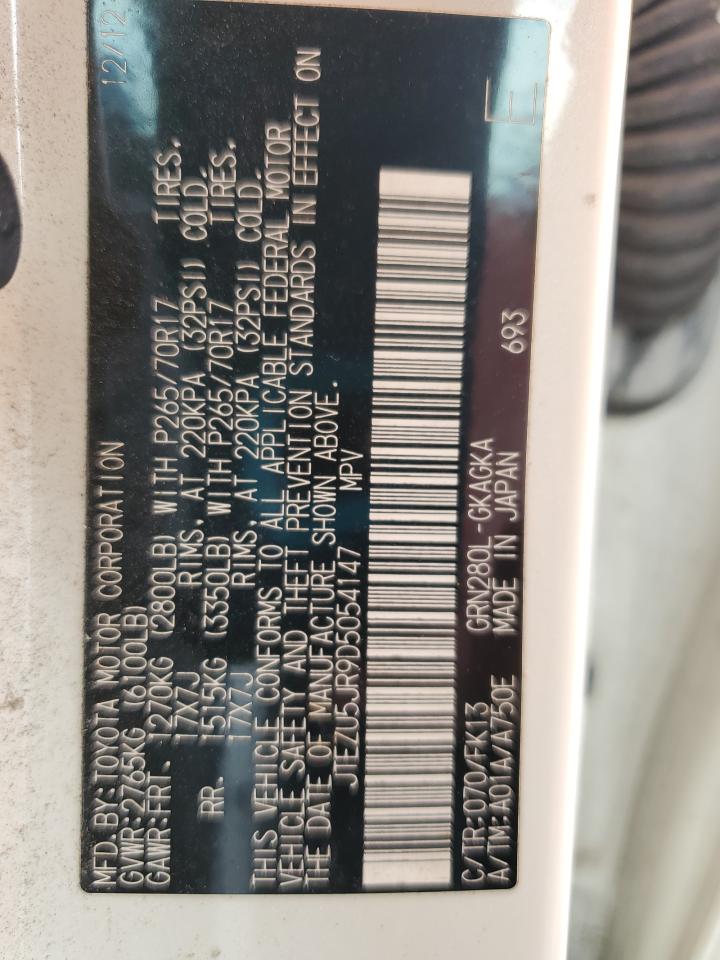 MFD.BY:TOYOTA MOTOR CORPORATION 12/12
GVWR:2765KG (6100LB)
GAWR:FRT. 1270KG (2800LB) WITH P265/70R17 TIRES.
17X7J RIMS. AT 220KPA (32PSI) COLD.
RR. 1515KG (3350LB) WITH P265/70R17 TIRES.
17X7J RIMS. AT 220KPA (32PSI) COLD.
THIS VEHICLE CONFORMS TO ALL APPLICABLE FEDERAL MOTOR
VEHICLE SAFETY AND THEFT PREVENTION STANDARDS IN EFFECT ON
THE DATE OF MANUFACTURE SHOWN ABOVE.
JTEZU5JR9D5054147 MPV
C/TR:070/FK13 GRN280L-GKAGKA
A/TM:A01A/A750E MADE IN JAPAN 693
E